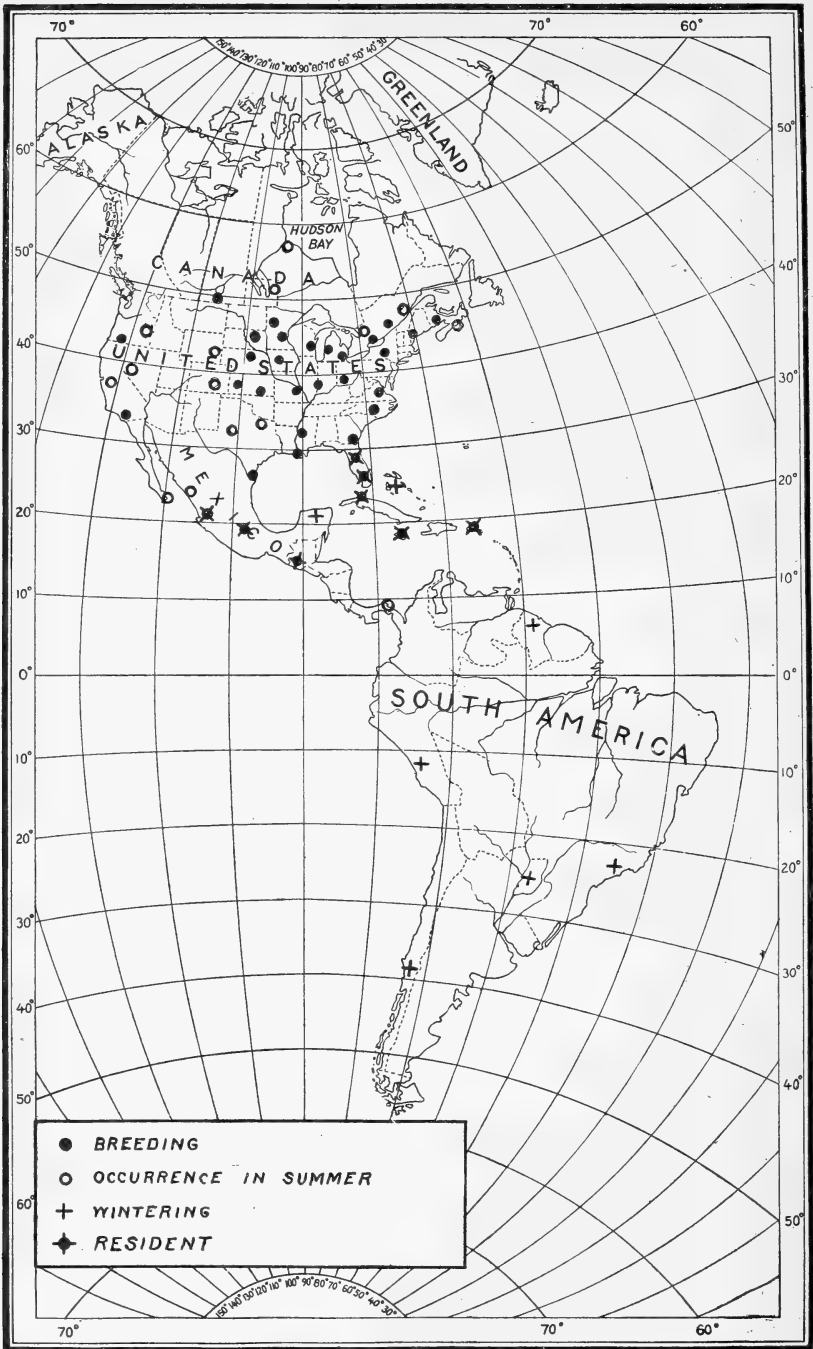 70° 70° 60°
150° 140° 130° 120° 110° 100° 90° 80° 70° 60° 50° 40° 30°
GREENLAND
ALASKA
50°
60°
HUDSON
BAY
50°
CANADA
40°
40°
UNITED STATES
30°
30°
MEXICO
20°
20°
10°
10°
0°
0°
SOUTH AMERICA
10°
10°
20°
20°
30°
30°
40°
40°
50°
BREEDING
OCCURRENCE IN SUMMER
60°
WINTERING
50°
RESIDENT
150° 140° 130° 120° 110° 100° 90° 80° 70° 60° 50° 40° 30°
70° 70° 60°